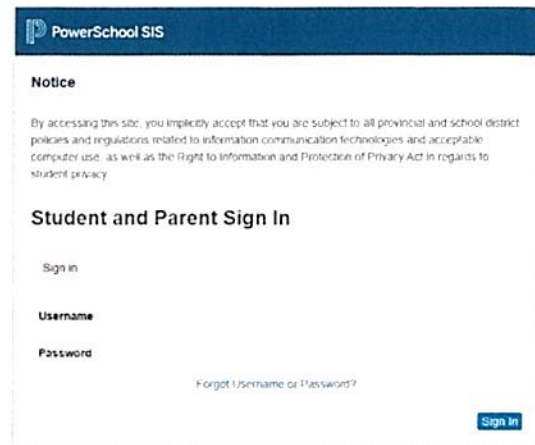 PowerSchool SIS
Notice
By accessing this site, you implicitly accept that you are subject to all provincial and school district
policies and regulations related to information communication technologies and acceptable
computer use, as well as the Right to Information and Protection of Privacy Act in regards to
student privacy
Student and Parent Sign In
Sign in
Username
Password
Forgot Username or Password?
Sign In